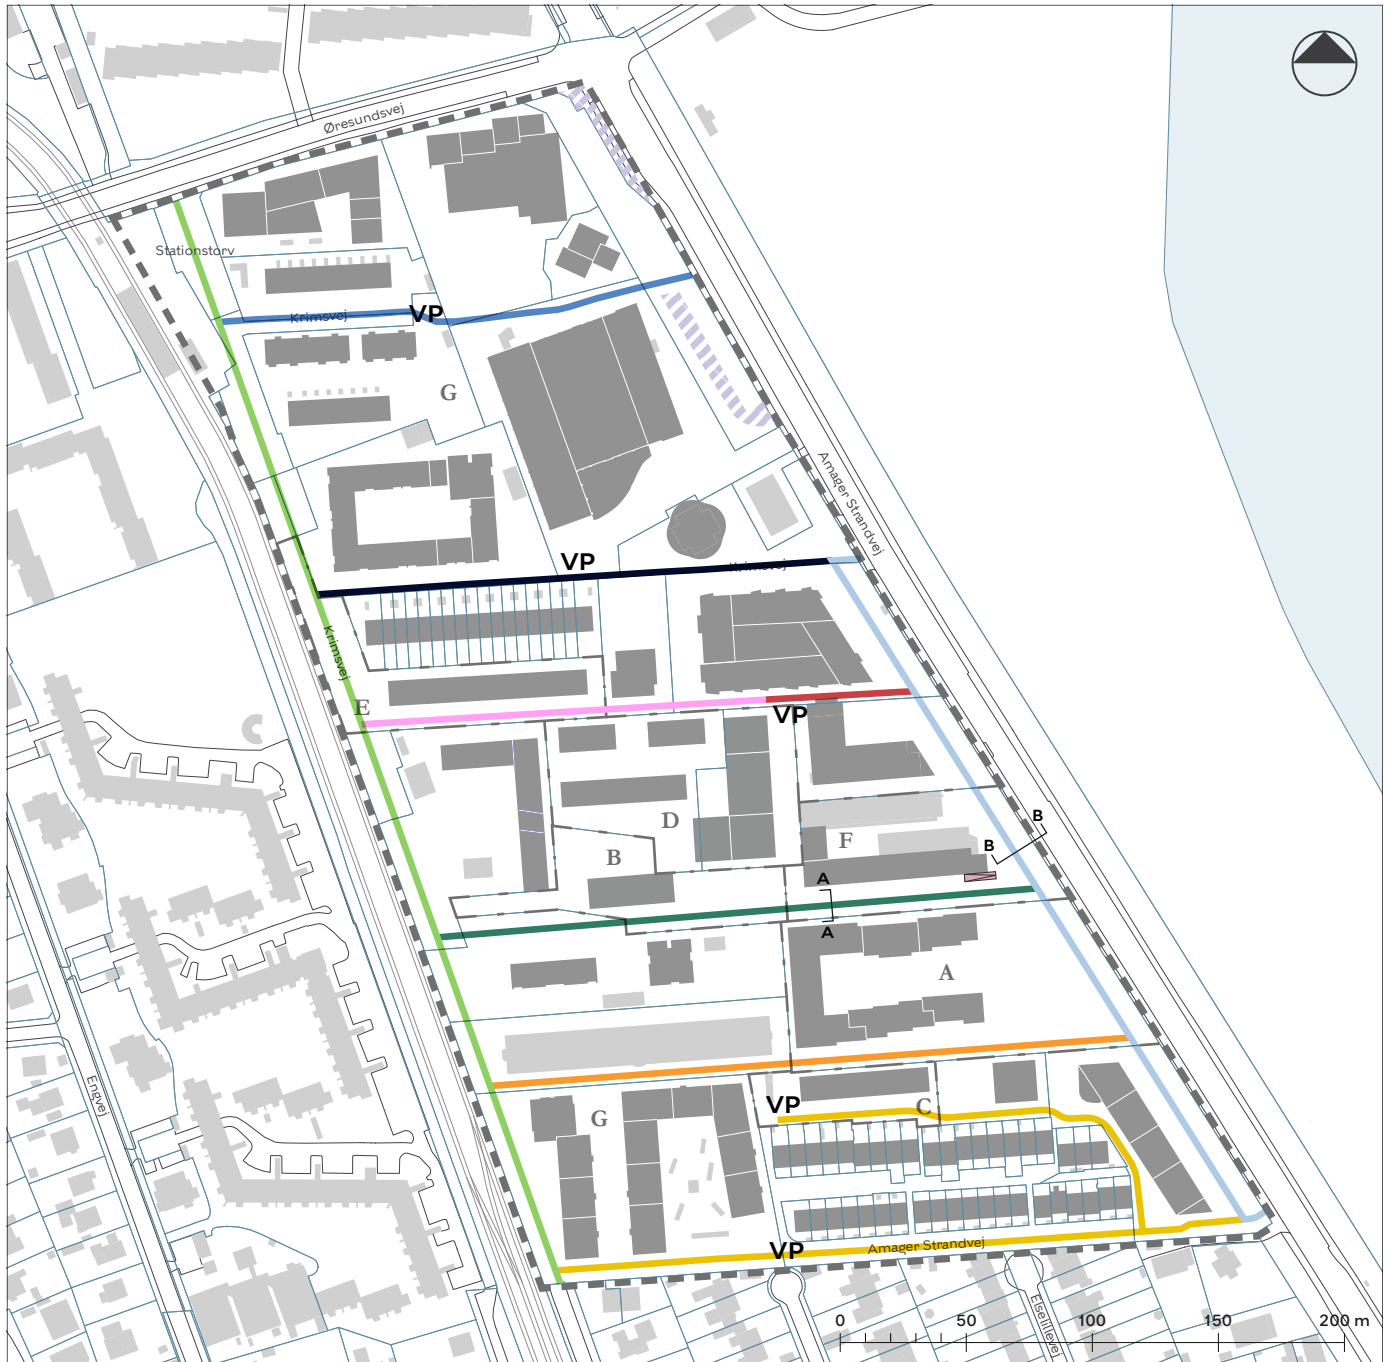 Øresundsvej
Stationstorv
Krimsvej
VP
G
Amager Strandvej
VP
Krimsvej
Krimsvej
E
VP
D
B
F
B
B
A
A
A
Engvej
VP
C
G
VP
Amager Strandvej
Elselillevej
0 50 100 150 200 m